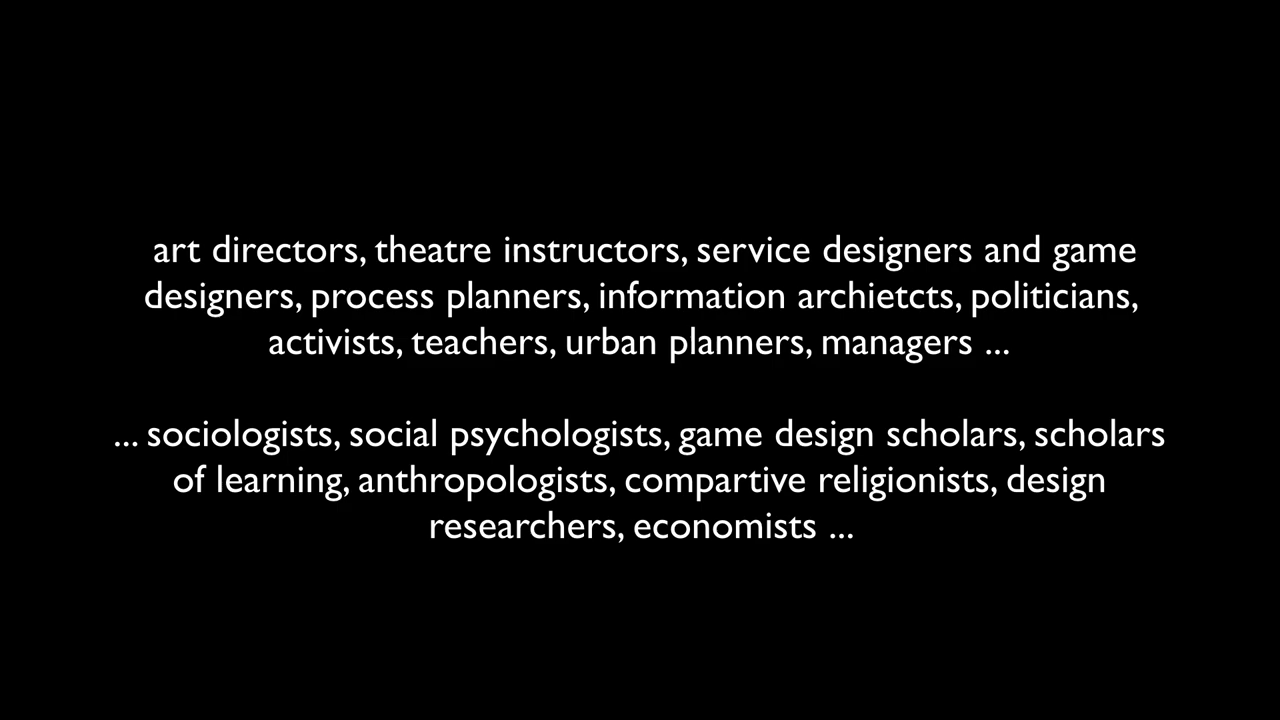 art directors, theatre instructors, service designers and game
designers, process planners, information archietcts, politicians,
activists, teachers, urban planners, managers ...
... sociologists, social psychologists, game design scholars, scholars
of learning, anthropologists, compartive religionists, design
researchers, economists ...